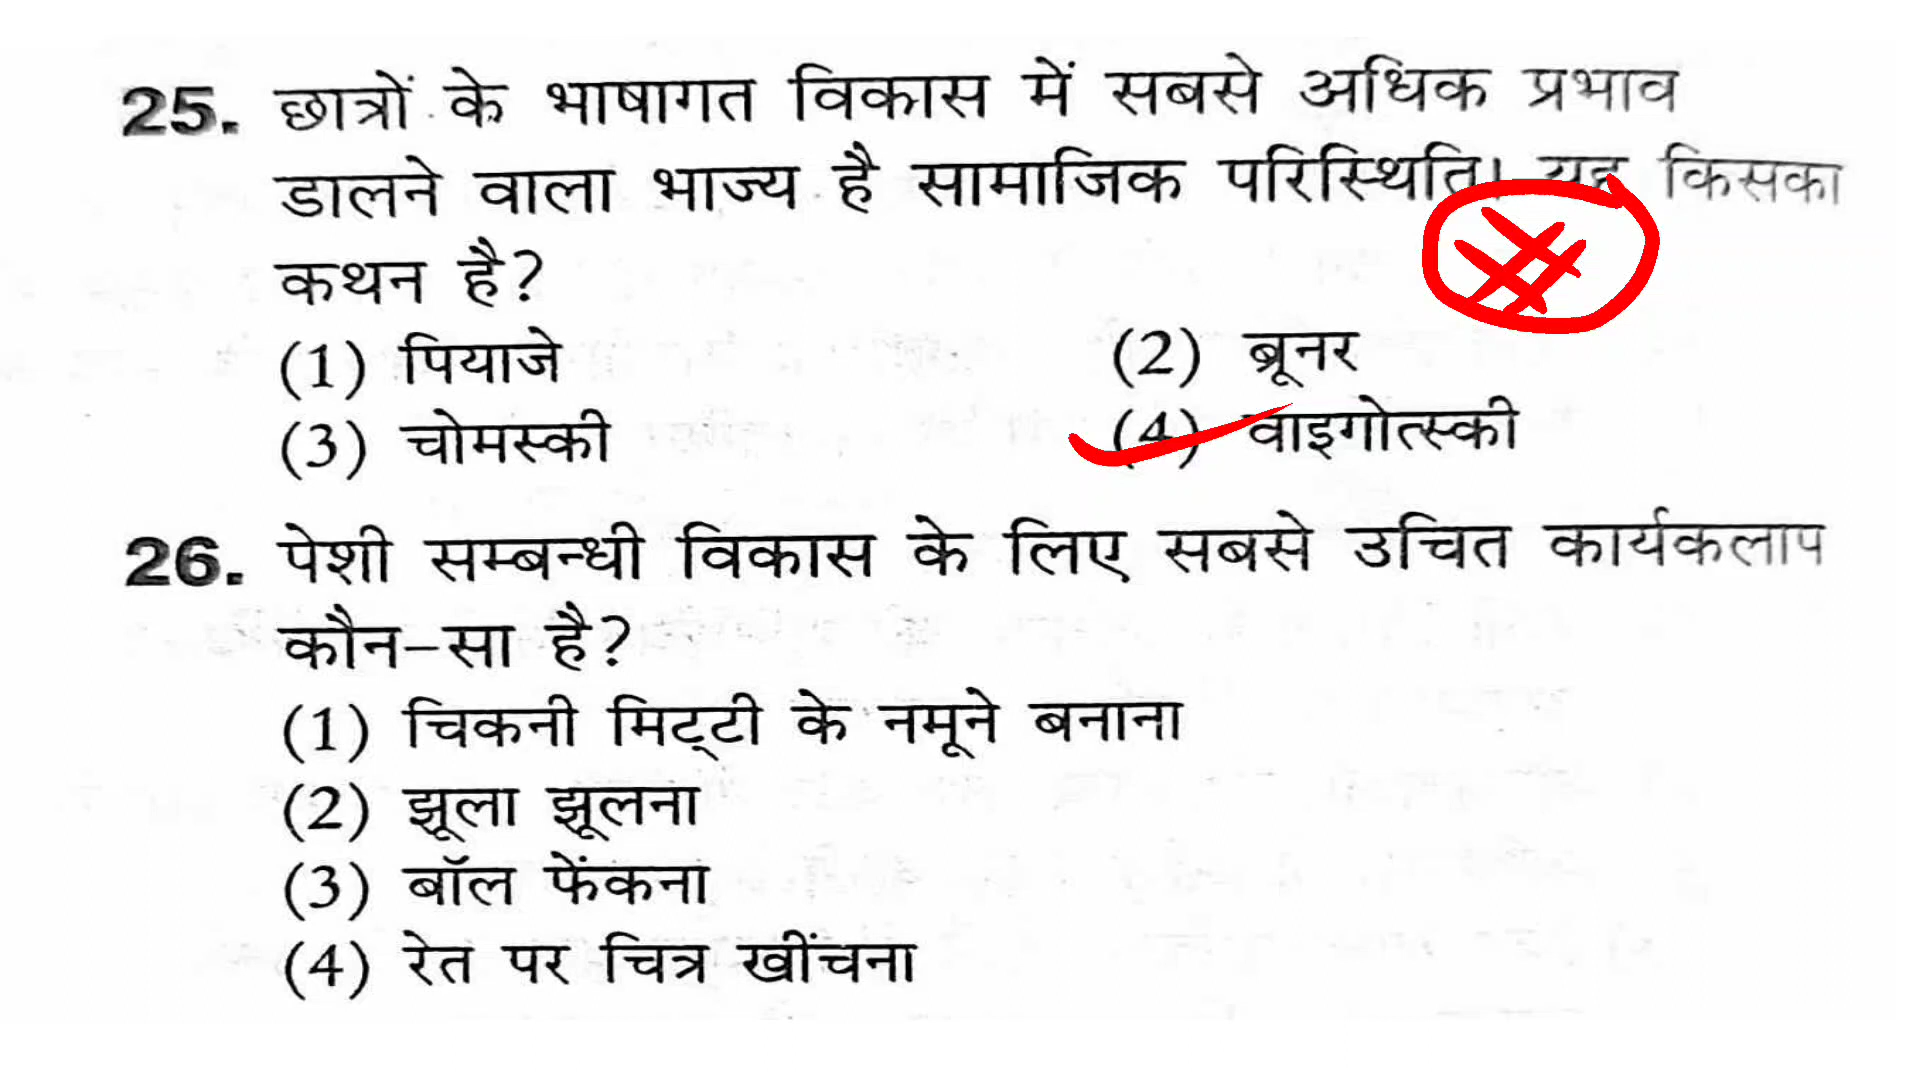 25. छात्रों के भाषागत विकास में सबसे अधिक प्रभाव
डालने वाला भाज्य है सामाजिक परिस्थिति। यह किसका
कथन है?
(1) पियाजे (2) ब्रूनर
(3) चोमस्की (4) वाइगोत्स्की
26. पेशी सम्बन्धी विकास के लिए सबसे उचित कार्यकलाप
कौन-सा है?
(1) चिकनी मिट्टी के नमूने बनाना
(2) झूला झूलना
(3) बॉल फेंकना
(4) रेत पर चित्र खींचना